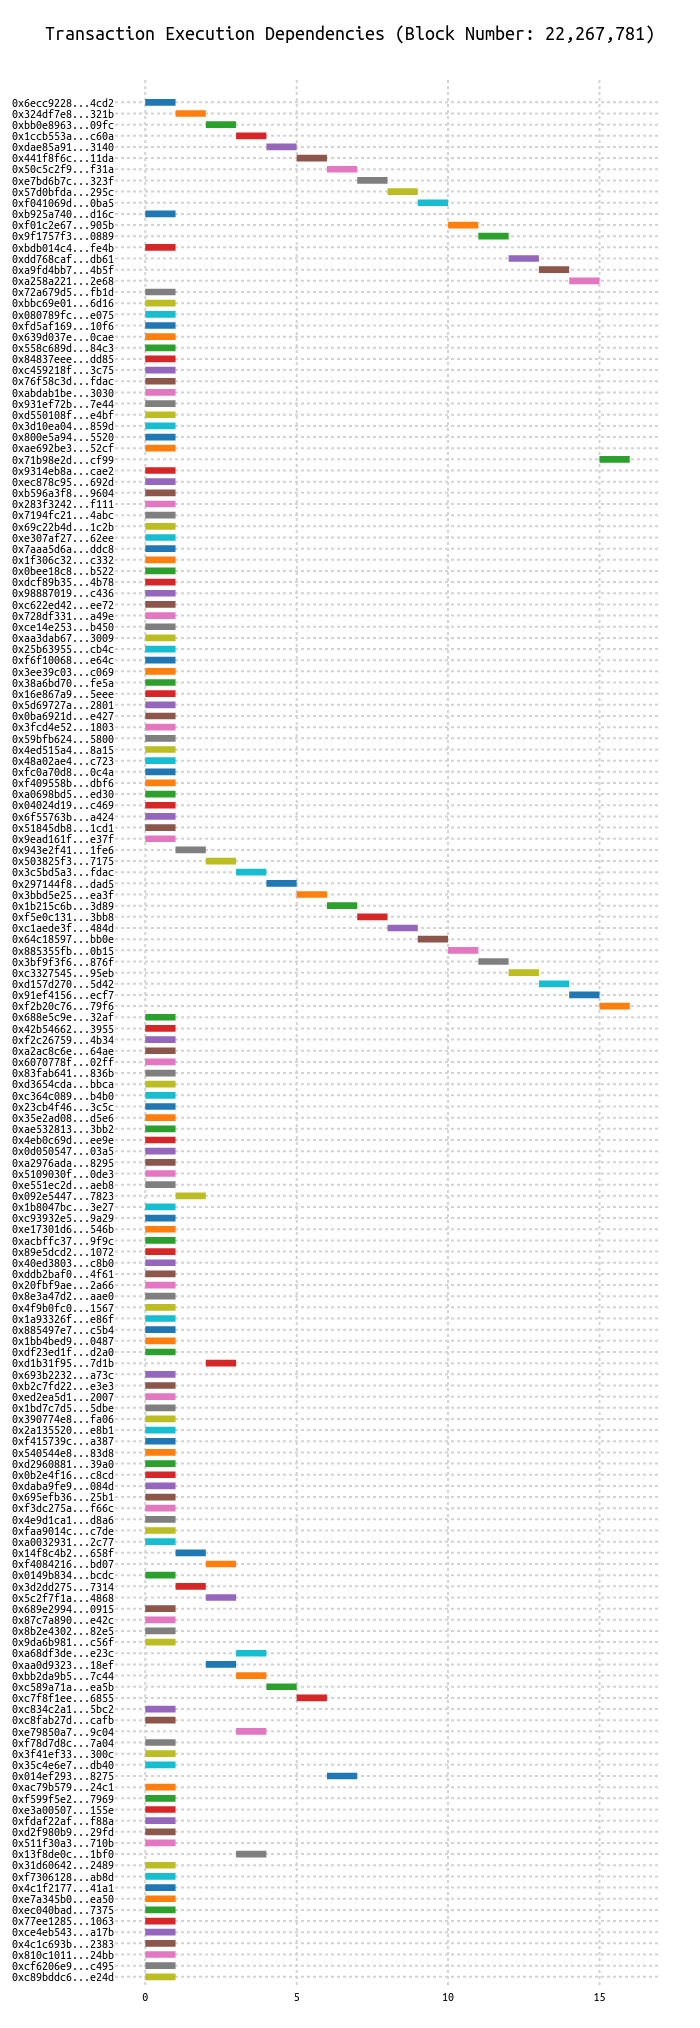 Transaction Execution Dependencies (Block Number: 22,267,781)
0x6ecc9228...4cd2
0x324df7e8...321b
0xbb0e8963...09fc
0x1ccb553a...c60a
0xdae85a91...3140
0x441f8f6c...11da
0x50c5c2f9...f31a
0xe7bd6b7c...323f
0x57d0bfda...295c
0xf041069d...0ba5
0xb925a740...d16c
0xf01c2e67...905b
0x9f1757f3...0889
0xbdb014c4...fe4b
0xdd768caf...db61
0xa9fd4bb7...4b5f
0xa258a221...2e68
0x72a679d5...fb1d
0xbbc69e01...6d16
0x080789fc...e075
0xfd5af169...10f6
0x639d037e...0cae
0x558c689d...84c3
0x84837eee...dd85
0xc459218f...3c75
0x76f58c3d...fdac
0xabdab1be...3030
0x931ef72b...7e44
0xd550108f...e4bf
0x3d10ea04...859d
0x800e5a94...5520
0xae692be3...52cf
0x71b98e2d...cf99
0x9314eb8a...cae2
0xec878c95...692d
0xb596a3f8...9604
0x283f3242...f111
0x7194fc21...4abc
0x69c22b4d...1c2b
0xe307af27...62ee
0x7aaa5d6a...ddc8
0x1f306c32...c332
0x0bee18c8...b522
0xdcf89b35...4b78
0x98887019...c436
0xc622ed42...ee72
0x728df331...a49e
0xce14e253...b450
0xaa3dab67...3009
0x25b63955...cb4c
0xf6f10068...e64c
0x3ee39c03...c069
0x38a6bd70...fe5a
0x16e867a9...5eee
0x5d69727a...2801
0x0ba6921d...e427
0x3fcd4e52...1803
0x59bfb624...5800
0x4ed515a4...8a15
0x48a02ae4...c723
0xfc0a70d8...0c4a
0xf409558b...dbf6
0xa0698bd5...ed30
0x04024d19...c469
0x6f55763b...a424
0x51845db8...1cd1
0x9ead161f...e37f
0x943e2f41...1fe6
0x503825f3...7175
0x3c5bd5a3...fdac
0x297144f8...dad5
0x3bbd5e25...ea3f
0x1b215c6b...3d89
0xf5e0c131...3bb8
0xc1aede3f...484d
0x64c18597...bb0e
0x885355fb...0b15
0x3bf9f3f6...876f
0xc3327545...95eb
0xd157d270...5d42
0x91ef4156...ecf7
0xf2b20c76...79f6
0x688e5c9e...32af
0x42b54662...3955
0xf2c26759...4b34
0xa2ac8c6e...64ae
0x6070778f...02ff
0x83fab641...836b
0xd3654cda...bbca
0xc364c089...b4b0
0x23cb4f46...3c5c
0x35e2ad08...d5e6
0xae532813...3bb2
0x4eb0c69d...ee9e
0x0d050547...03a5
0xa2976ada...8295
0x5109030f...0de3
0xe551ec2d...aeb8
0x092e5447...7823
0x1b8047bc...3e27
0xc93932e5...9a29
0xe17301d6...546b
0xacbffc37...9f9c
0x89e5dcd2...1072
0x40ed3803...c8b0
0xddb2baf0...4f61
0x20fbf9ae...2a66
0x8e3a47d2...aae0
0x4f9b0fc0...1567
0x1a93326f...e86f
0x885497e7...c5b4
0x1bb4bed9...0487
0xdf23ed1f...d2a0
0xd1b31f95...7d1b
0x693b2232...a73c
0xb2c7fd22...e3e3
0xed2ea5d1...2007
0x1bd7c7d5...5dbe
0x390774e8...fa06
0x2a135520...e8b1
0xf415739c...a387
0x540544e8...83d8
0xd2960881...39a0
0x0b2e4f16...c8cd
0xdaba9fe9...084d
0x695efb36...25b1
0xf3dc275a...f66c
0x4e9d1ca1...d8a6
0xfaa9014c...c7de
0xa0032931...2c77
0x14f8c4b2...658f
0xf4084216...bd07
0x0149b834...bcdc
0x3d2dd275...7314
0x5c2f7f1a...4868
0x689e2994...0915
0x87c7a890...e42c
0x8b2e4302...82e5
0x9da6b981...c56f
0xa68df3de...e23c
0xaa0d9323...18ef
0xbb2da9b5...7c44
0xc589a71a...ea5b
0xc7f8f1ee...6855
0xc834c2a1...5bc2
0xc8fab27d...cafb
0xe79850a7...9c04
0xf78d7d8c...7a04
0x3f41ef33...300c
0x35c4e6e7...db40
0x014ef293...8275
0xac79b579...24c1
0xf599f5e2...7969
0xe3a00507...155e
0xfdaf22af...f88a
0xd2f980b9...29fd
0x511f30a3...710b
0x13f8de0c...1bf0
0x31d60642...2489
0xf7306128...ab8d
0x4c1f2177...41a1
0xe7a345b0...ea50
0xec040bad...7375
0x77ee1285...1063
0xce4eb543...a17b
0x4c1c693b...2383
0x810c1011...24bb
0xcf6206e9...c495
0xc89bddc6...e24d
0 5 10 15